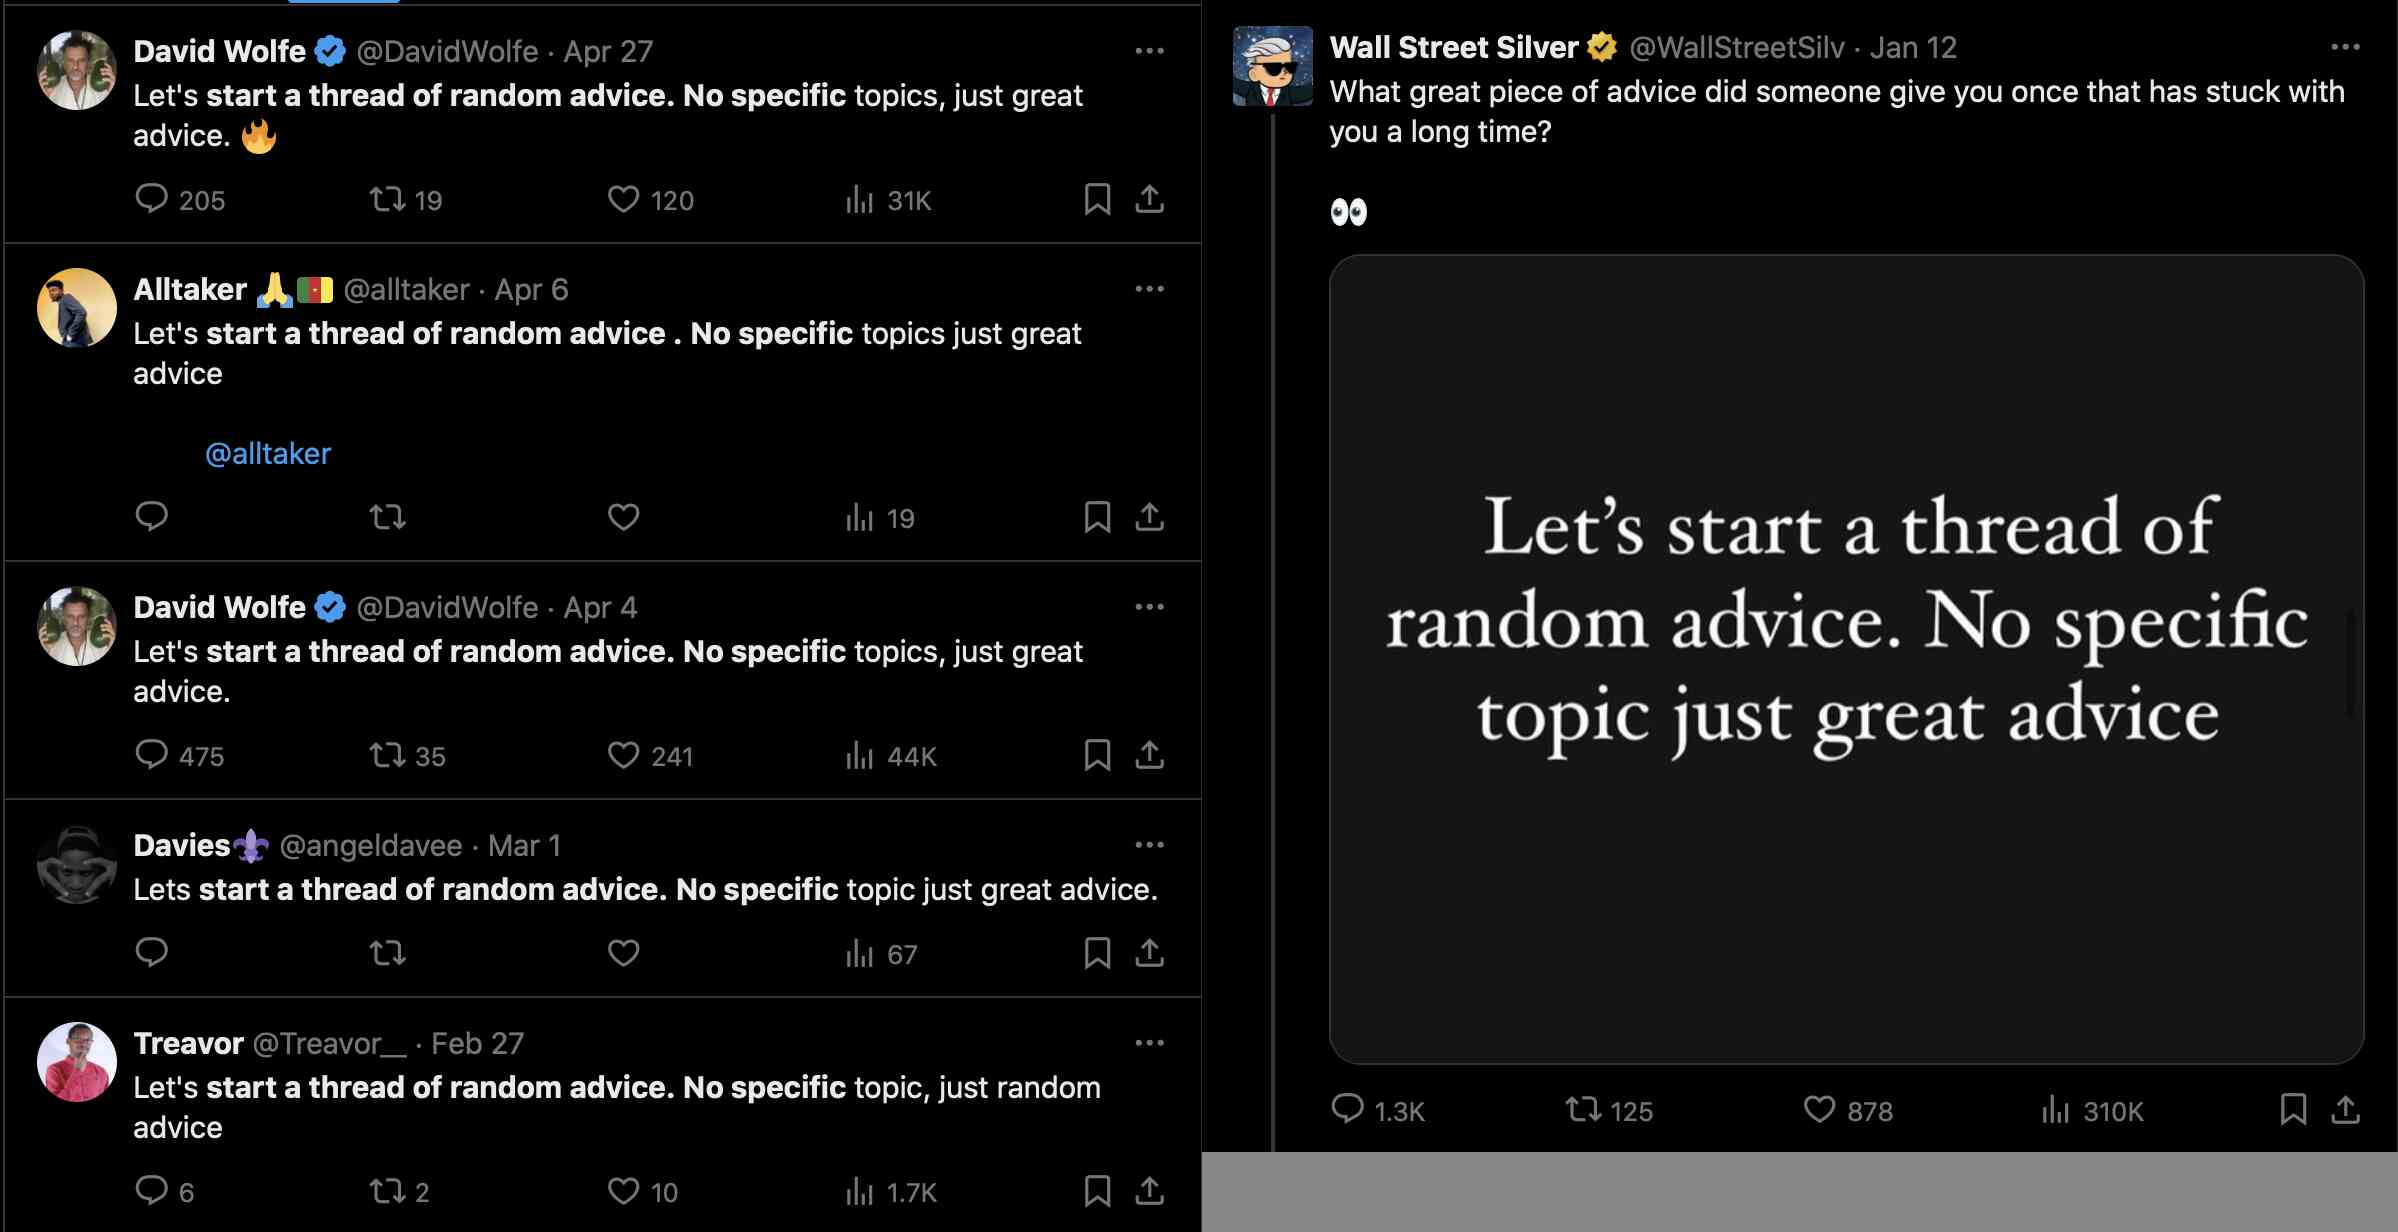 David Wolfe @DavidWolfe · Apr 27
Let's start a thread of random advice. No specific topics, just great
advice. 🔥
205 19 120 31K
Alltaker 🙏🇨🇲 @alltaker · Apr 6
Let's start a thread of random advice . No specific topics just great
advice
@alltaker
19
David Wolfe @DavidWolfe · Apr 4
Let's start a thread of random advice. No specific topics, just great
advice.
475 35 241 44K
Davies⚜ @angeldavee · Mar 1
Lets start a thread of random advice. No specific topic just great advice.
67
Treavor @Treavor__ · Feb 27
Let's start a thread of random advice. No specific topic, just random
advice
6 2 10 1.7K
Wall Street Silver @WallStreetSilv · Jan 12
What great piece of advice did someone give you once that has stuck with
you a long time?
👀
Let’s start a thread of
random advice. No specific
topic just great advice
1.3K 125 878 310K